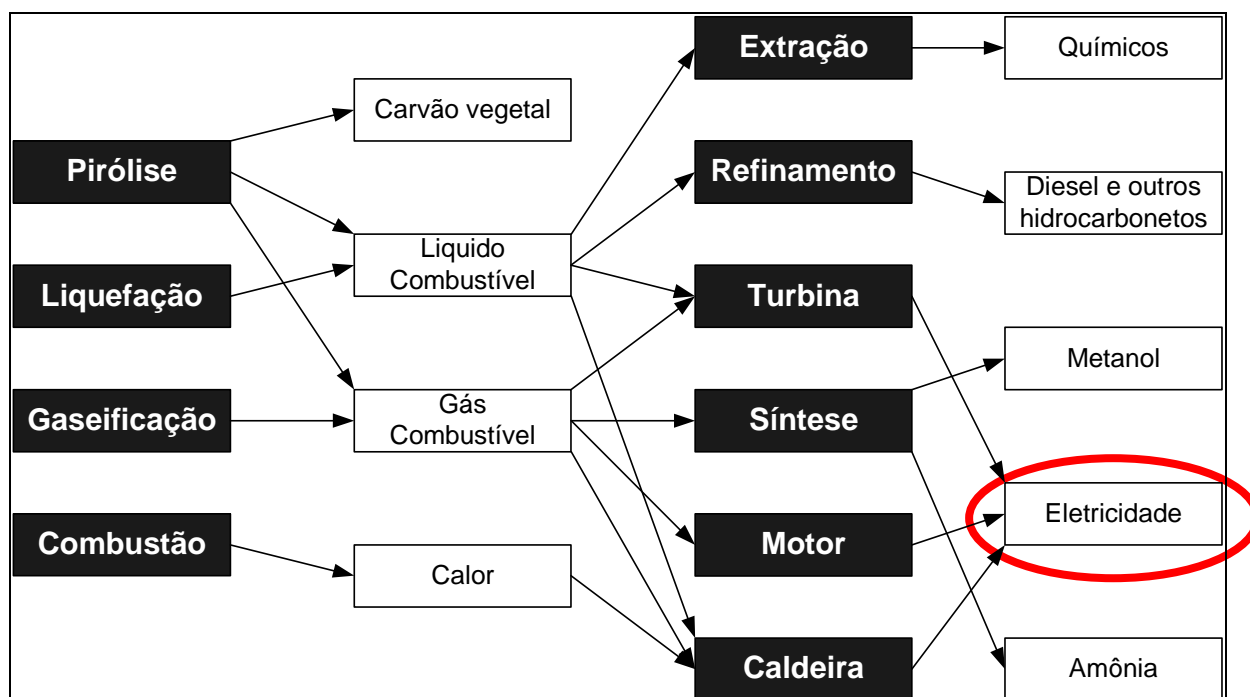 Extração
Químicos
Carvão vegetal
Pirólise
Refinamento
Diesel e outros
hidrocarbonetos
Liquido
Combustível
Liquefação
Turbina
Metanol
Gaseificação
Gás
Combustível
Síntese
Eletricidade
Combustão
Motor
Calor
Caldeira
Amônia